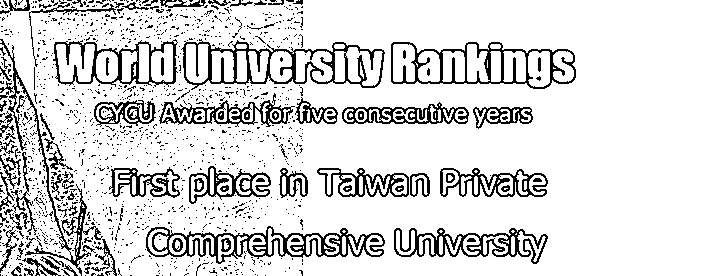 World University Rankings
CYCU Awarded for five consecutive years
First place in Taiwan Private
Comprehensive University